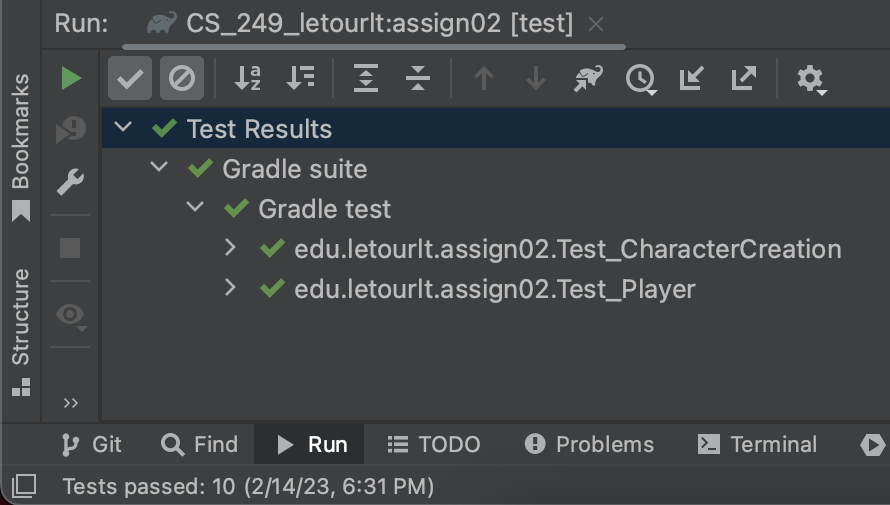 Run: CS_249_letourlt:assign02 [test]
Bookmarks
Structure
Test Results
Gradle suite
Gradle test
edu.letourlt.assign02.Test_CharacterCreation
edu.letourlt.assign02.Test_Player
Git Find Run TODO Problems Terminal
Tests passed: 10 (2/14/23, 6:31 PM)